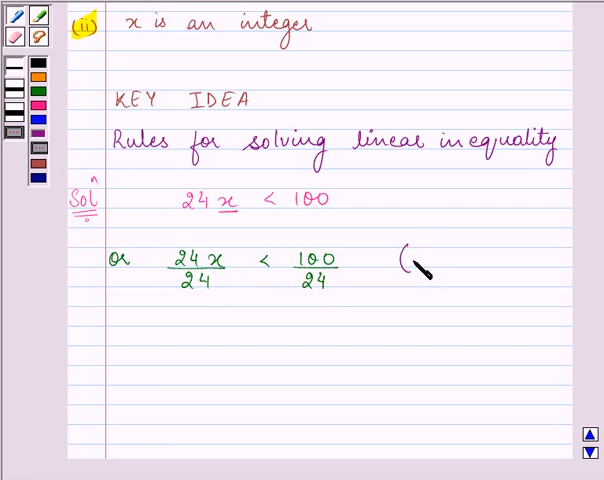 (ii) x is an integer
KEY IDEA
Rules for solving linear inequality
Solⁿ 24x < 100
Or 24x/24 < 100/24 (